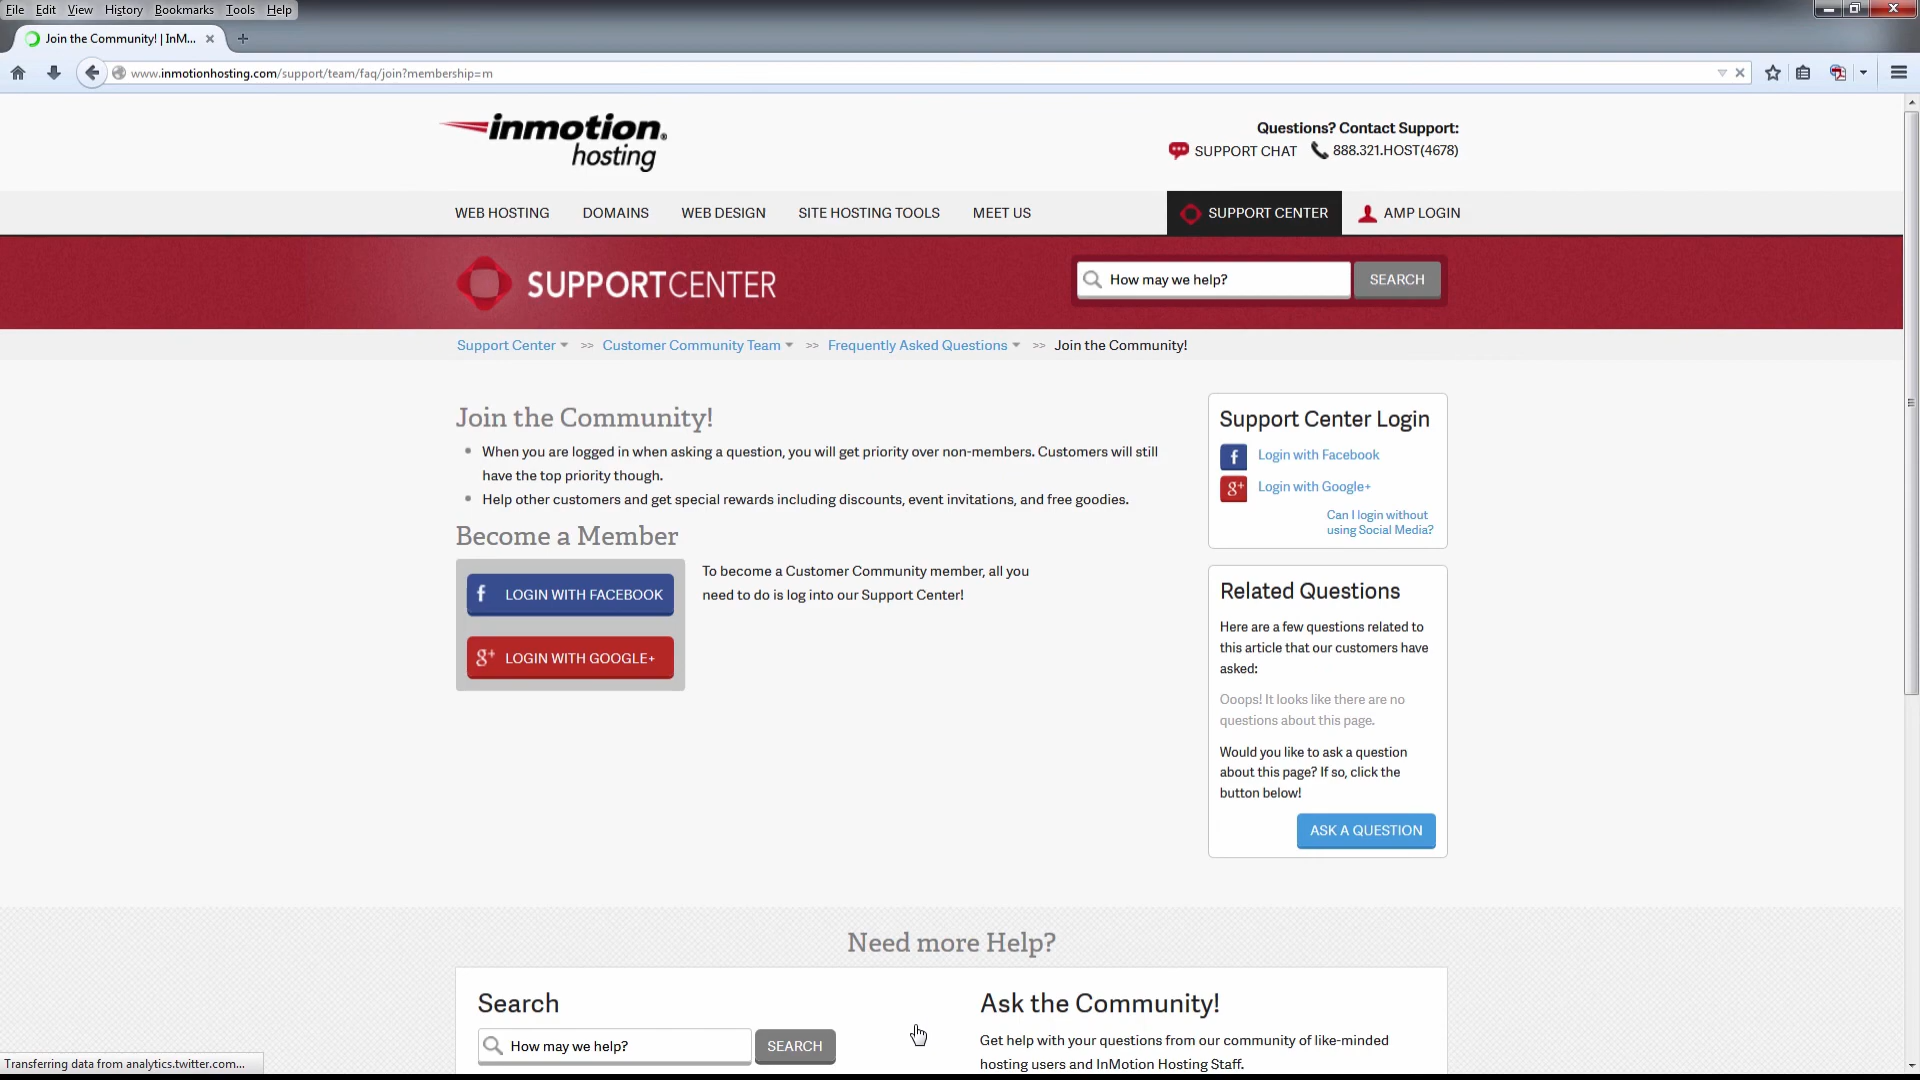 File Edit View History Bookmarks Tools Help
Join the Community! | InM...
www.inmotionhosting.com/support/team/faq/join?membership=m
inmotion®
hosting
Questions? Contact Support:
SUPPORT CHAT 888.321.HOST(4678)
WEB HOSTING DOMAINS WEB DESIGN SITE HOSTING TOOLS MEET US SUPPORT CENTER AMP LOGIN
SUPPORTCENTER
How may we help? SEARCH
Support Center >> Customer Community Team >> Frequently Asked Questions >> Join the Community!
Join the Community!
When you are logged in when asking a question, you will get priority over non-members. Customers will still
have the top priority though.
Help other customers and get special rewards including discounts, event invitations, and free goodies.
Become a Member
f LOGIN WITH FACEBOOK
g+ LOGIN WITH GOOGLE+
To become a Customer Community member, all you
need to do is log into our Support Center!
Support Center Login
f Login with Facebook
g+ Login with Google+
Can I login without
using Social Media?
Related Questions
Here are a few questions related to
this article that our customers have
asked:
Ooops! It looks like there are no
questions about this page.
Would you like to ask a question
about this page? If so, click the
button below!
ASK A QUESTION
Need more Help?
Search
How may we help? SEARCH
Ask the Community!
Get help with your questions from our community of like-minded
hosting users and InMotion Hosting Staff.
Transferring data from analytics.twitter.com...